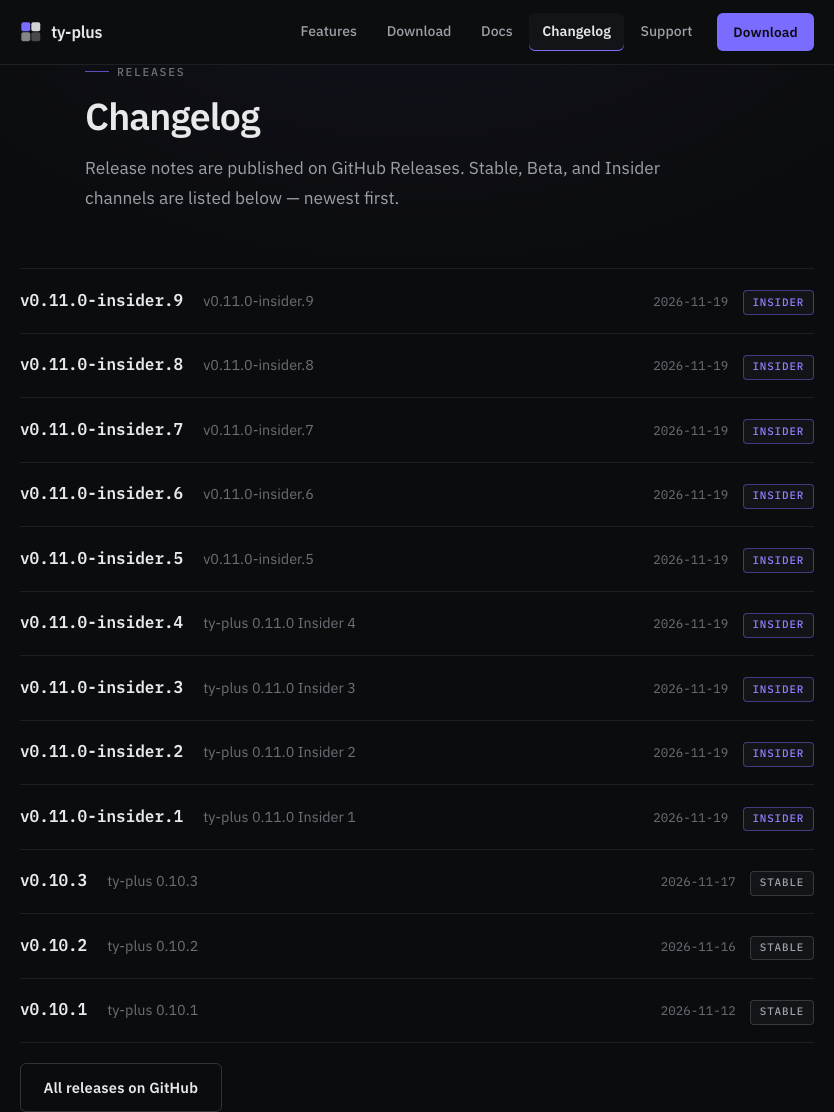 ty-plus Features Download Docs Changelog Support Download
RELEASES
Changelog
Release notes are published on GitHub Releases. Stable, Beta, and Insider
channels are listed below — newest first.
v0.11.0-insider.9 v0.11.0-insider.9 2026-11-19 INSIDER
v0.11.0-insider.8 v0.11.0-insider.8 2026-11-19 INSIDER
v0.11.0-insider.7 v0.11.0-insider.7 2026-11-19 INSIDER
v0.11.0-insider.6 v0.11.0-insider.6 2026-11-19 INSIDER
v0.11.0-insider.5 v0.11.0-insider.5 2026-11-19 INSIDER
v0.11.0-insider.4 ty-plus 0.11.0 Insider 4 2026-11-19 INSIDER
v0.11.0-insider.3 ty-plus 0.11.0 Insider 3 2026-11-19 INSIDER
v0.11.0-insider.2 ty-plus 0.11.0 Insider 2 2026-11-19 INSIDER
v0.11.0-insider.1 ty-plus 0.11.0 Insider 1 2026-11-19 INSIDER
v0.10.3 ty-plus 0.10.3 2026-11-17 STABLE
v0.10.2 ty-plus 0.10.2 2026-11-16 STABLE
v0.10.1 ty-plus 0.10.1 2026-11-12 STABLE
All releases on GitHub